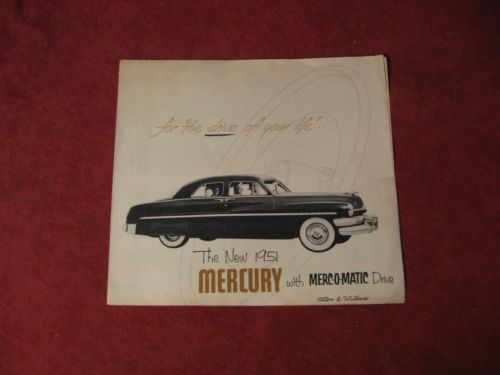 for "the drive of your life"...
The New 1951
MERCURY with MERC-O-MATIC Drive